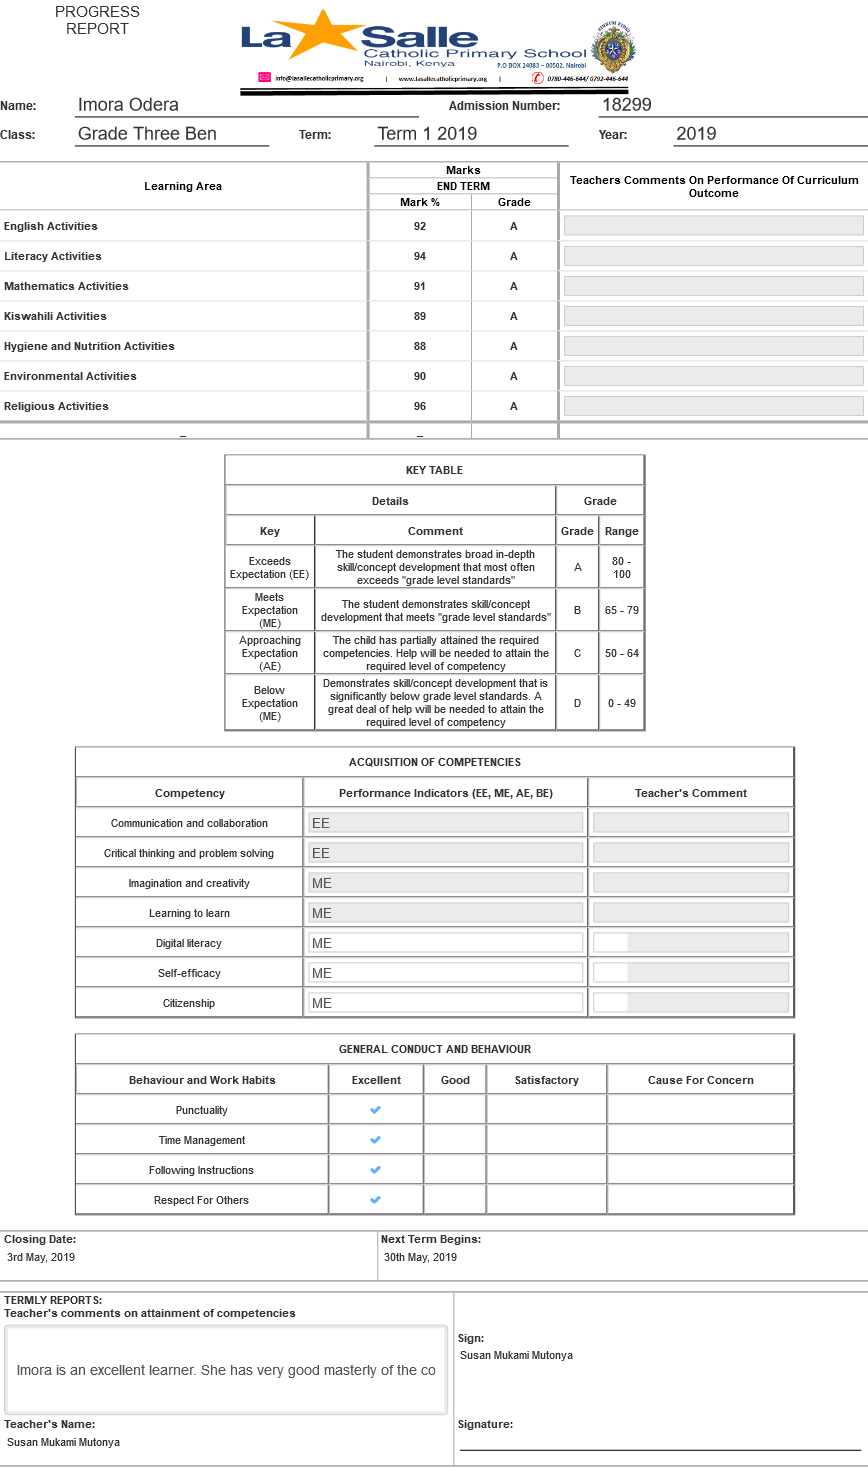 PROGRESS
REPORT
La Salle
Catholic Primary School
Nairobi, Kenya
P.O BOX 24083 – 00502, Nairobi
info@lasallecatholicprimary.org | www.lasallecatholicprimary.org | 0780-446-644/ 0792-446-644
Name: Imora Odera Admission Number: 18299
Class: Grade Three Ben Term: Term 1 2019 Year: 2019
Learning Area Marks Teachers Comments On Performance Of Curriculum Outcome
END TERM
Mark % Grade
English Activities 92 A
Literacy Activities 94 A
Mathematics Activities 91 A
Kiswahili Activities 89 A
Hygiene and Nutrition Activities 88 A
Environmental Activities 90 A
Religious Activities 96 A
_ _
KEY TABLE
Details Grade
Key Comment Grade Range
Exceeds Expectation (EE) The student demonstrates broad in-depth skill/concept development that most often exceeds "grade level standards" A 80 - 100
Meets Expectation (ME) The student demonstrates skill/concept development that meets "grade level standards" B 65 - 79
Approaching Expectation (AE) The child has partially attained the required competencies. Help will be needed to attain the required level of competency C 50 - 64
Below Expectation (ME) Demonstrates skill/concept development that is significantly below grade level standards. A great deal of help will be needed to attain the required level of competency D 0 - 49
ACQUISITION OF COMPETENCIES
Competency Performance Indicators (EE, ME, AE, BE) Teacher's Comment
Communication and collaboration EE
Critical thinking and problem solving EE
Imagination and creativity ME
Learning to learn ME
Digital literacy ME
Self-efficacy ME
Citizenship ME
GENERAL CONDUCT AND BEHAVIOUR
Behaviour and Work Habits Excellent Good Satisfactory Cause For Concern
Punctuality ✔
Time Management ✔
Following Instructions ✔
Respect For Others ✔
Closing Date: Next Term Begins:
3rd May, 2019 30th May, 2019
TERMLY REPORTS:
Teacher's comments on attainment of competencies
Imora is an excellent learner. She has very good masterly of the co
Sign:
Susan Mukami Mutonya
Teacher's Name: Signature:
Susan Mukami Mutonya